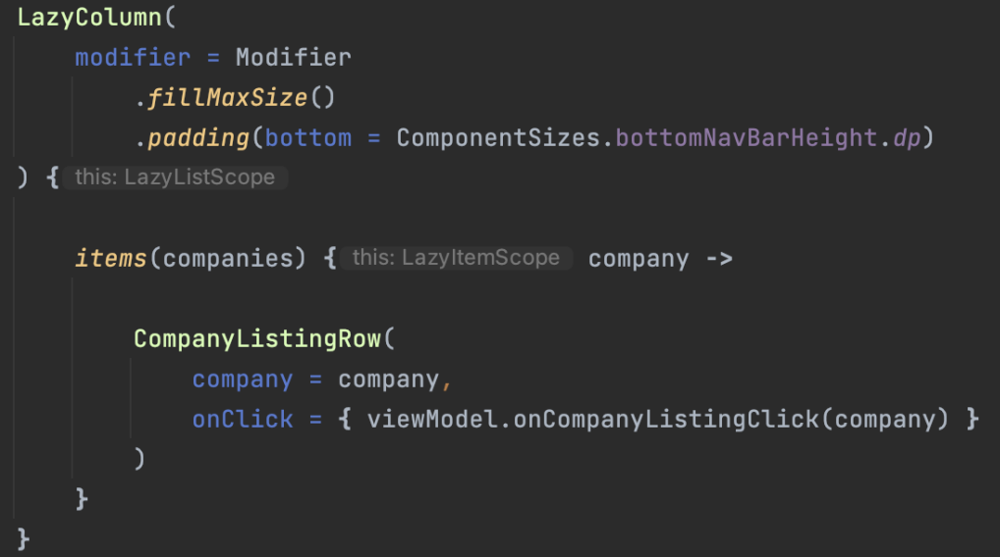 LazyColumn(
    modifier = Modifier
        .fillMaxSize()
        .padding(bottom = ComponentSizes.bottomNavBarHeight.dp)
) { this: LazyListScope
    items(companies) { this: LazyItemScope company ->
        CompanyListingRow(
            company = company,
            onClick = { viewModel.onCompanyListingClick(company) }
        )
    }
}